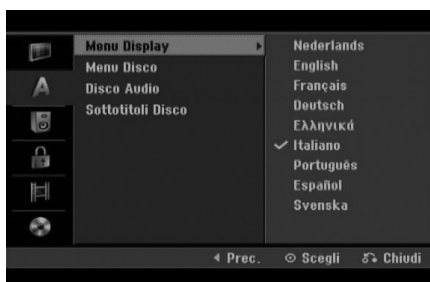 Menu Display
Menu Disco
Disco Audio
Sottotitoli Disco
Nederlands
English
Français
Deutsch
Ελληνικά
Italiano
Português
Español
Svenska
Prec.
Scegli
Chiudi